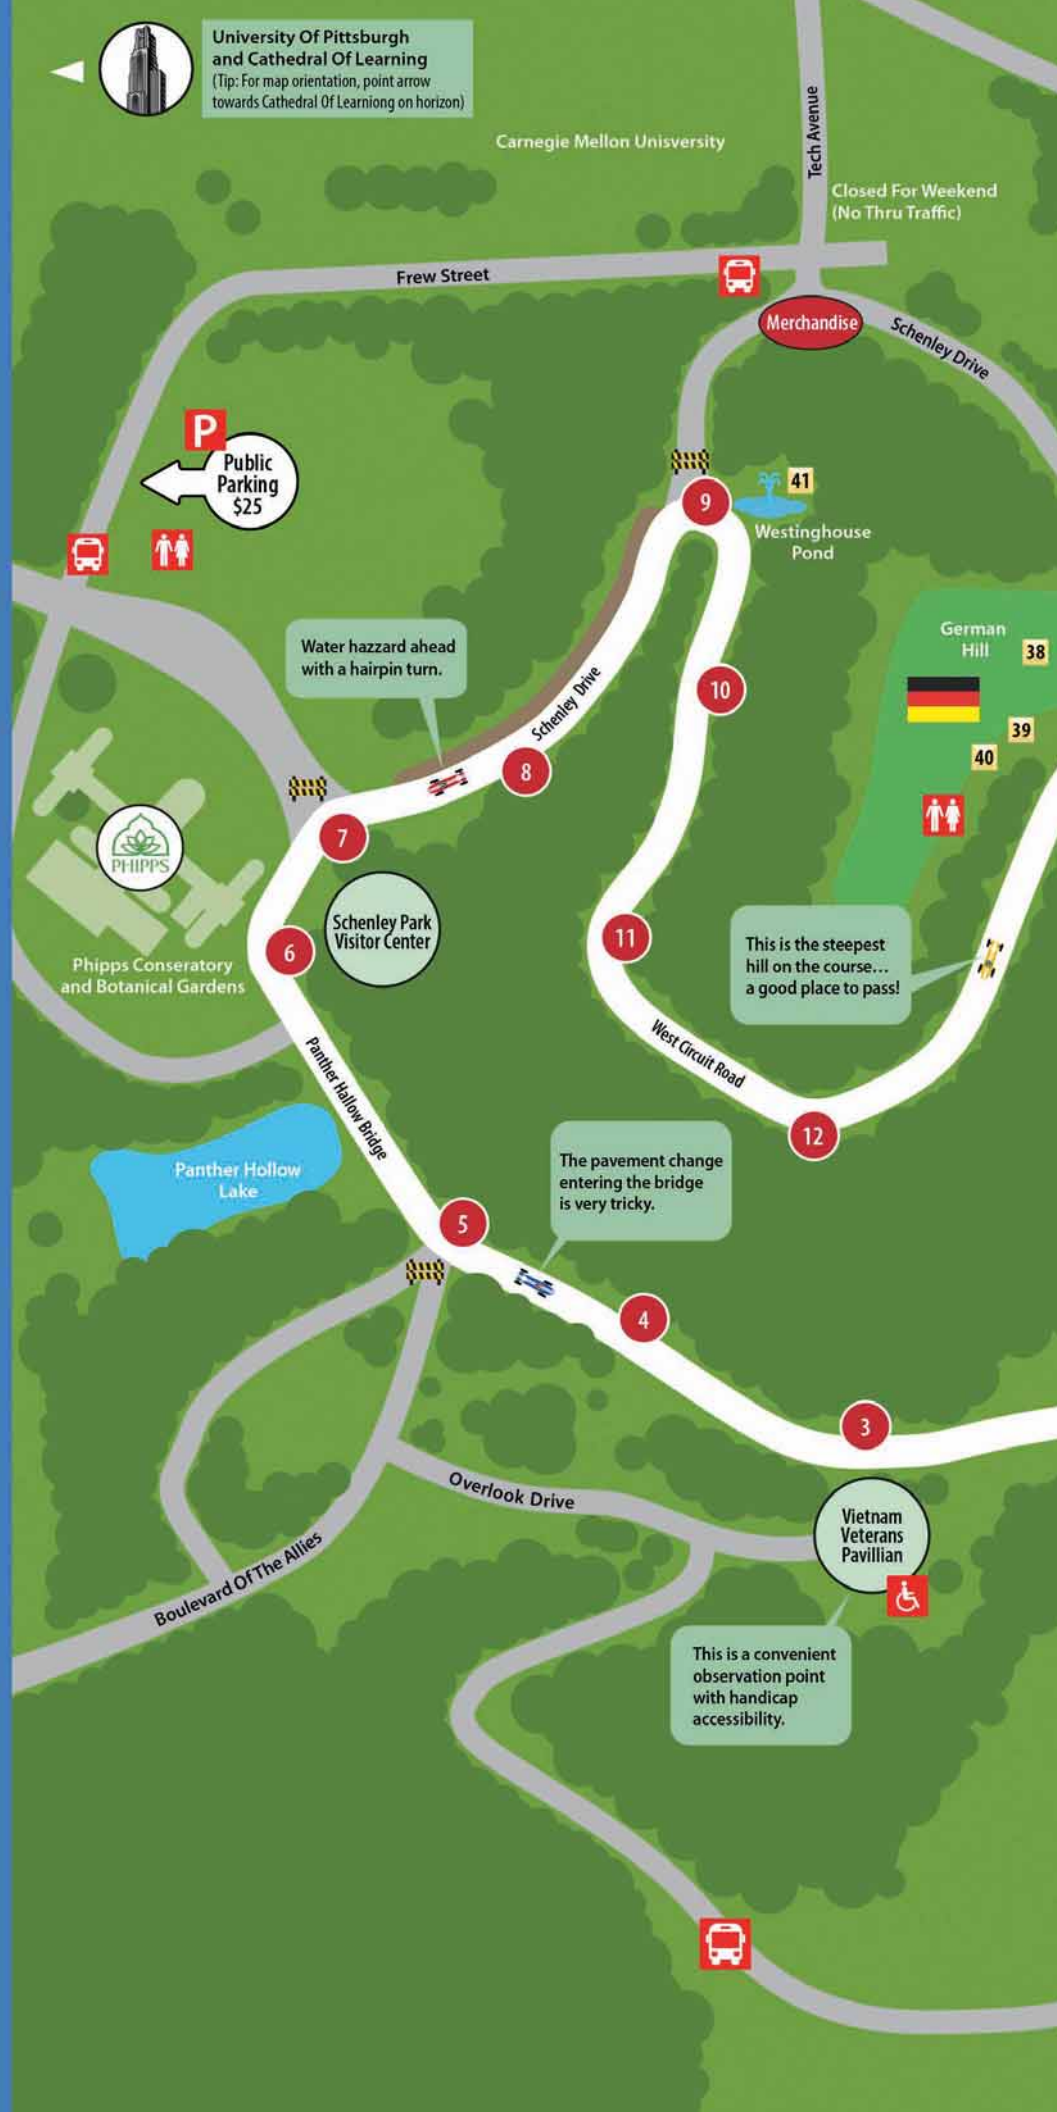 University Of Pittsburgh
and Cathedral Of Learning
(Tip: For map orientation, point arrow
towards Cathedral Of Learniong on horizon)
Tech Avenue
Carnegie Mellon Unisversity
Closed For Weekend
(No Thru Traffic)
Frew Street
Merchandise
Schenley Drive
P
Public
Parking
$25
41
9
Westinghouse
Pond
German
Hill
38
39
40
Water hazzard ahead
with a hairpin turn.
10
Schenley Drive
8
7
PHIPPS
Schenley Park
Visitor Center
6
Phipps Conseratory
and Botanical Gardens
11
This is the steepest
hill on the course...
a good place to pass!
West Circuit Road
12
Panther Hallow Bridge
Panther Hollow
Lake
The pavement change
entering the bridge
is very tricky.
5
4
3
Overlook Drive
Vietnam
Veterans
Pavillian
Boulevard Of The Allies
This is a convenient
observation point
with handicap
accessibility.